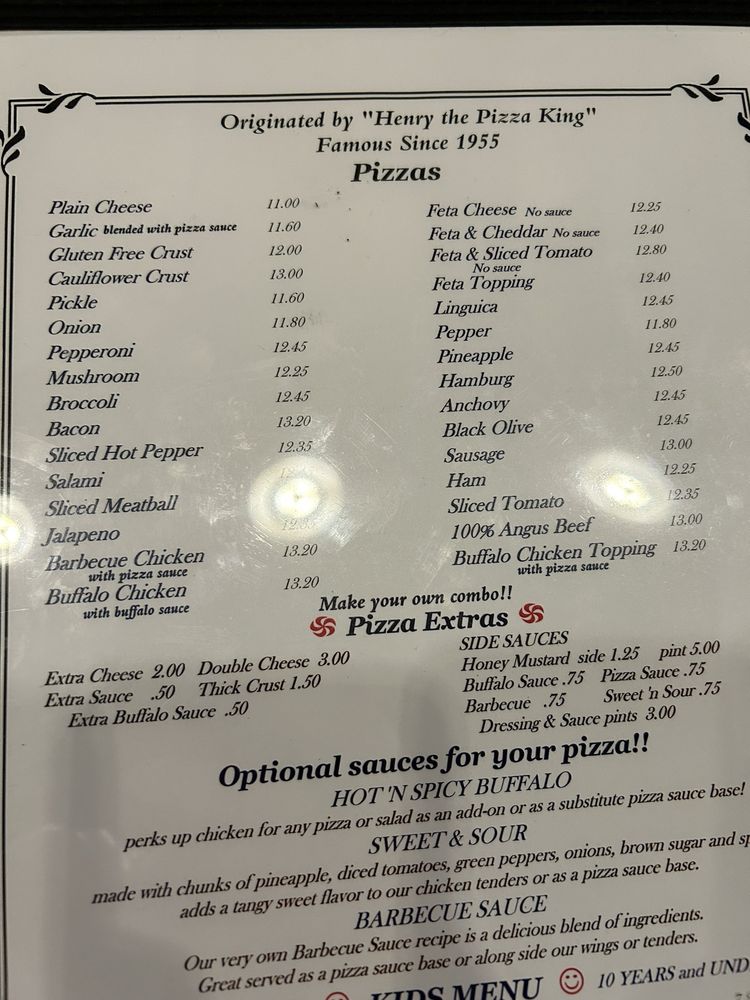 Originated by "Henry the Pizza King"
Famous Since 1955
Pizzas
Plain Cheese 11.00
Garlic blended with pizza sauce 11.60
Gluten Free Crust 12.00
Cauliflower Crust 13.00
Pickle 11.60
Onion 11.80
Pepperoni 12.45
Mushroom 12.25
Broccoli 12.45
Bacon 13.20
Sliced Hot Pepper 12.35
Salami
Sliced Meatball
Jalapeno
Barbecue Chicken 13.20
with pizza sauce
Buffalo Chicken 13.20
with buffalo sauce
Feta Cheese No sauce 12.25
Feta & Cheddar No sauce 12.40
Feta & Sliced Tomato 12.80
No sauce
Feta Topping 12.40
Linguica 12.45
Pepper 11.80
Pineapple 12.45
Hamburg 12.50
Anchovy 12.45
Black Olive 12.45
Sausage 13.00
Ham 12.25
Sliced Tomato 12.35
100% Angus Beef 13.00
Buffalo Chicken Topping 13.20
with pizza sauce
Make your own combo!!
Pizza Extras
Extra Cheese 2.00 Double Cheese 3.00
Extra Sauce .50 Thick Crust 1.50
Extra Buffalo Sauce .50
SIDE SAUCES
Honey Mustard side 1.25 pint 5.00
Buffalo Sauce .75 Pizza Sauce .75
Barbecue .75 Sweet 'n Sour .75
Dressing & Sauce pints 3.00
Optional sauces for your pizza!!
HOT 'N SPICY BUFFALO
perks up chicken for any pizza or salad as an add-on or as a substitute pizza sauce base!
SWEET & SOUR
made with chunks of pineapple, diced tomatoes, green peppers, onions, brown sugar and
adds a tangy sweet flavor to our chicken tenders or as a pizza sauce base.
BARBECUE SAUCE
Our very own Barbecue Sauce recipe is a delicious blend of ingredients.
Great served as a pizza sauce base or along side our wings or tenders.
KIDS MENU 10 YEARS and